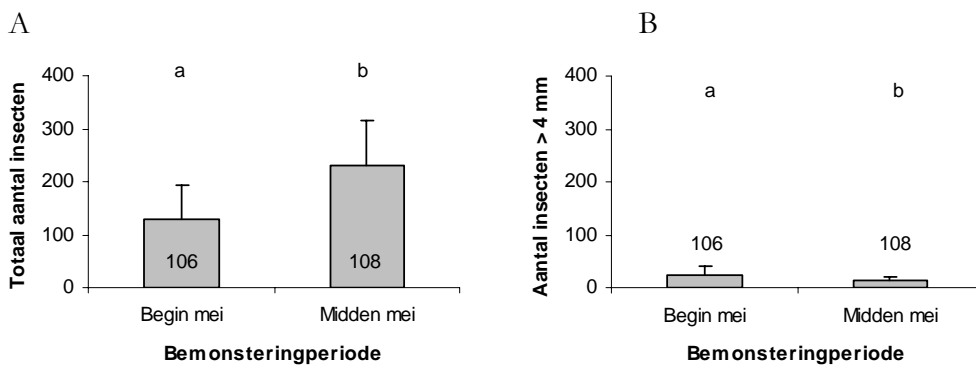 A
B
a
b
400
300
200
100
0
Totaal aantal insecten
106
108
Begin mei
Midden mei
Bemonsteringperiode
a
b
400
300
200
100
0
Aantal insecten > 4 mm
106
108
Begin mei
Midden mei
Bemonsteringperiode